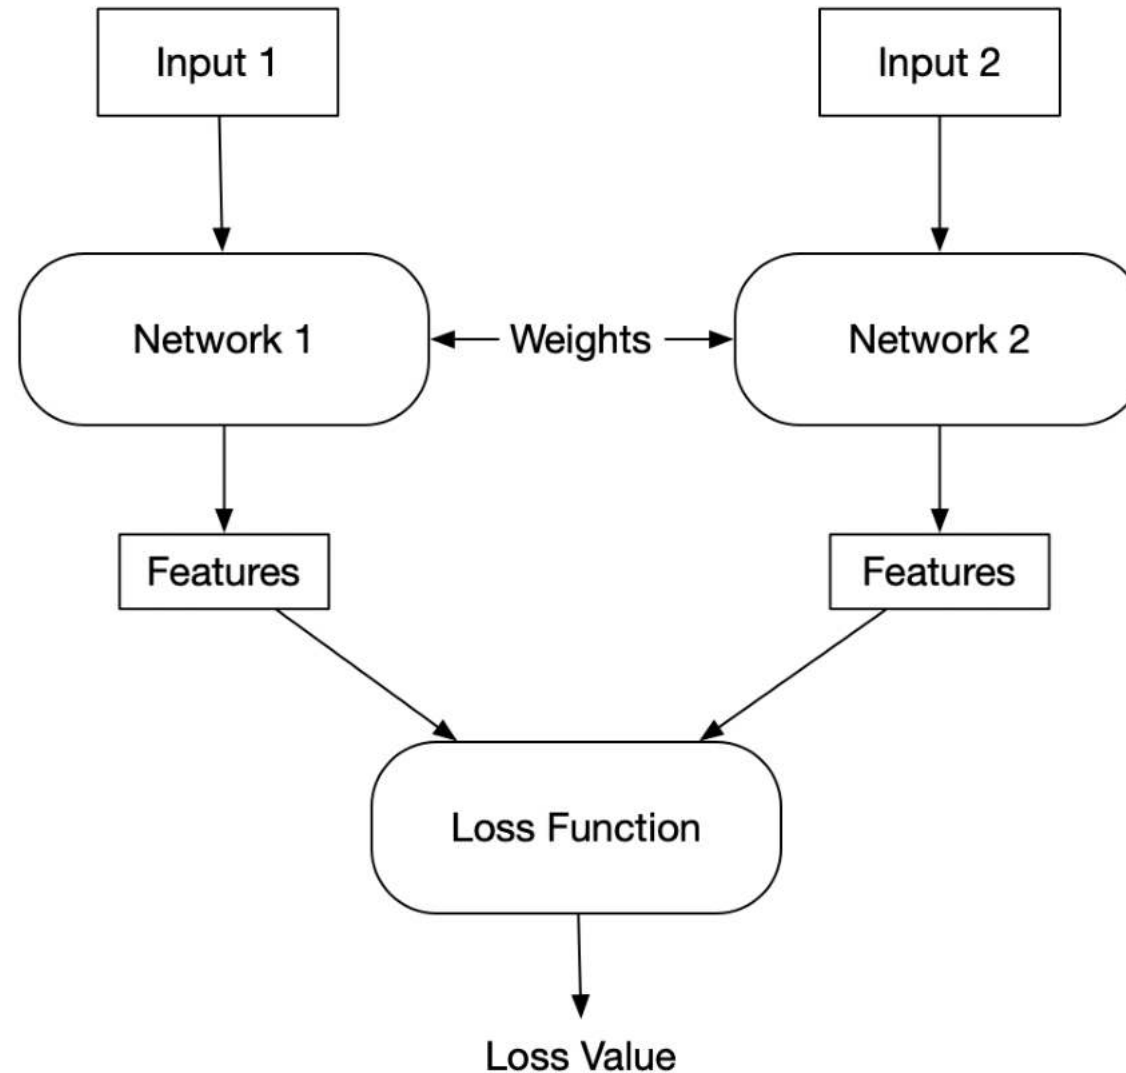 Input 1
Input 2
Network 1
Weights
Network 2
Features
Features
Loss Function
Loss Value